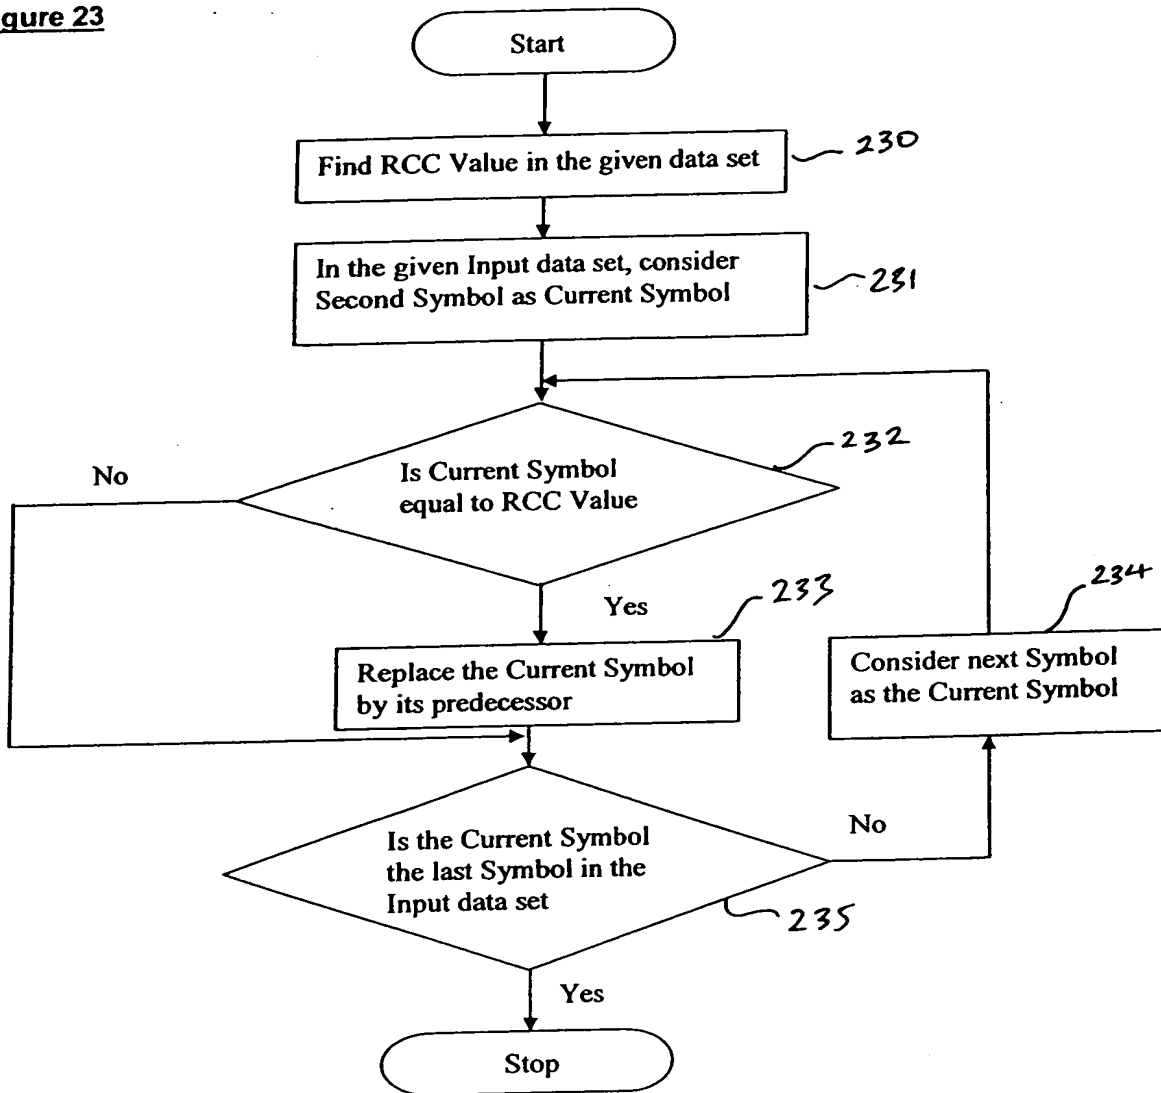 gure 23
Start
Find RCC Value in the given data set
230
In the given Input data set, consider
Second Symbol as Current Symbol
231
232
No
Is Current Symbol
equal to RCC Value
Yes
233
234
Replace the Current Symbol
by its predecessor
Consider next Symbol
as the Current Symbol
No
Is the Current Symbol
the last Symbol in the
Input data set
235
Yes
Stop